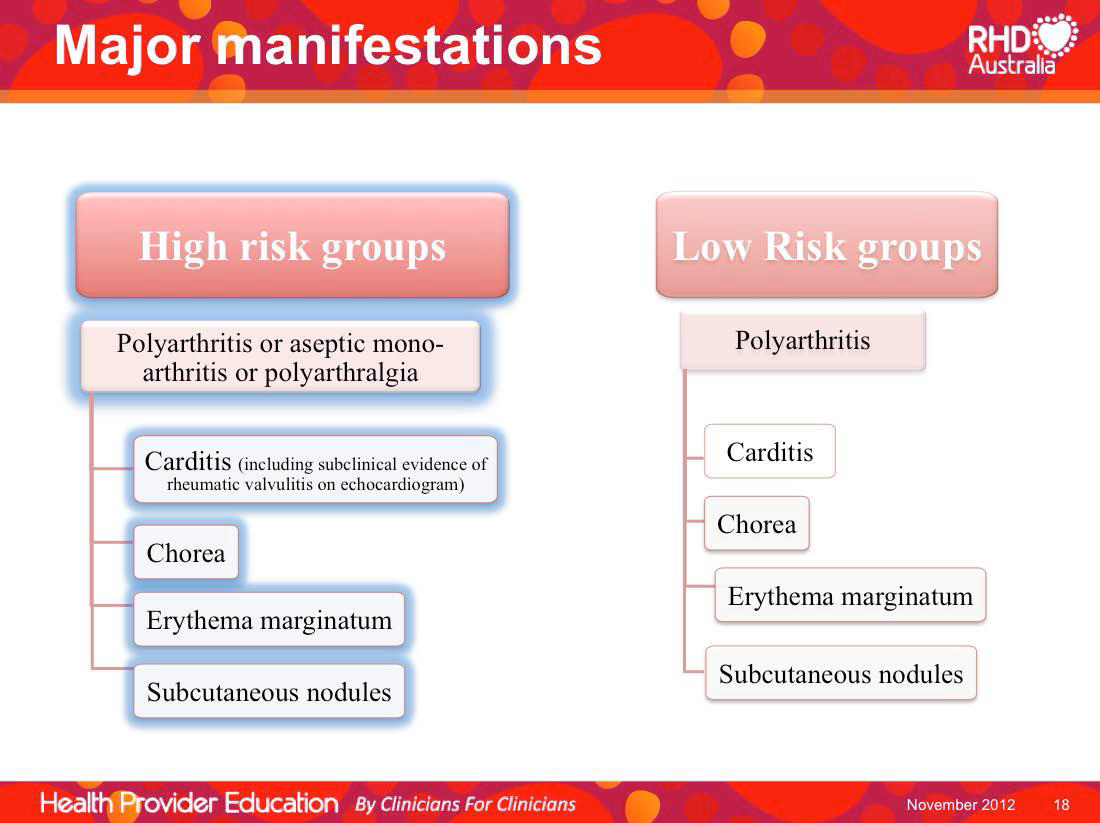 Major manifestations
RHD
Australia
High risk groups
Polyarthritis or aseptic mono-
arthritis or polyarthralgia
Carditis (including subclinical evidence of
rheumatic valvulitis on echocardiogram)
Chorea
Erythema marginatum
Subcutaneous nodules
Low Risk groups
Polyarthritis
Carditis
Chorea
Erythema marginatum
Subcutaneous nodules
Health Provider Education By Clinicians For Clinicians
November 2012 18